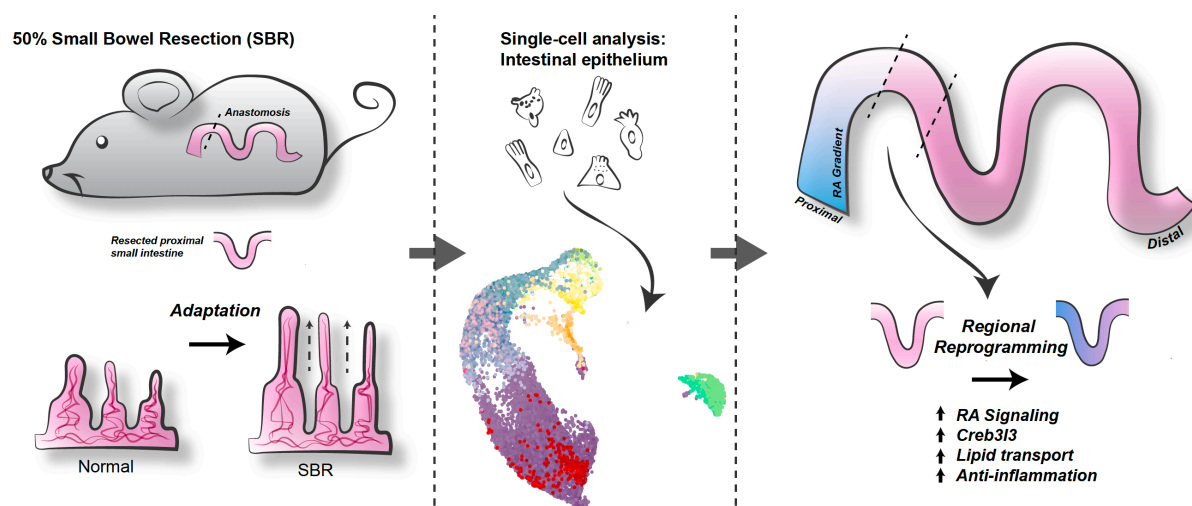 50% Small Bowel Resection (SBR)
Anastomosis
Resected proximal
small intestine
Adaptation
Normal
SBR
Single-cell analysis:
Intestinal epithelium
RA Gradient
Proximal
Distal
Regional
Reprogramming
RA Signaling
Creb3l3
Lipid transport
Anti-inflammation